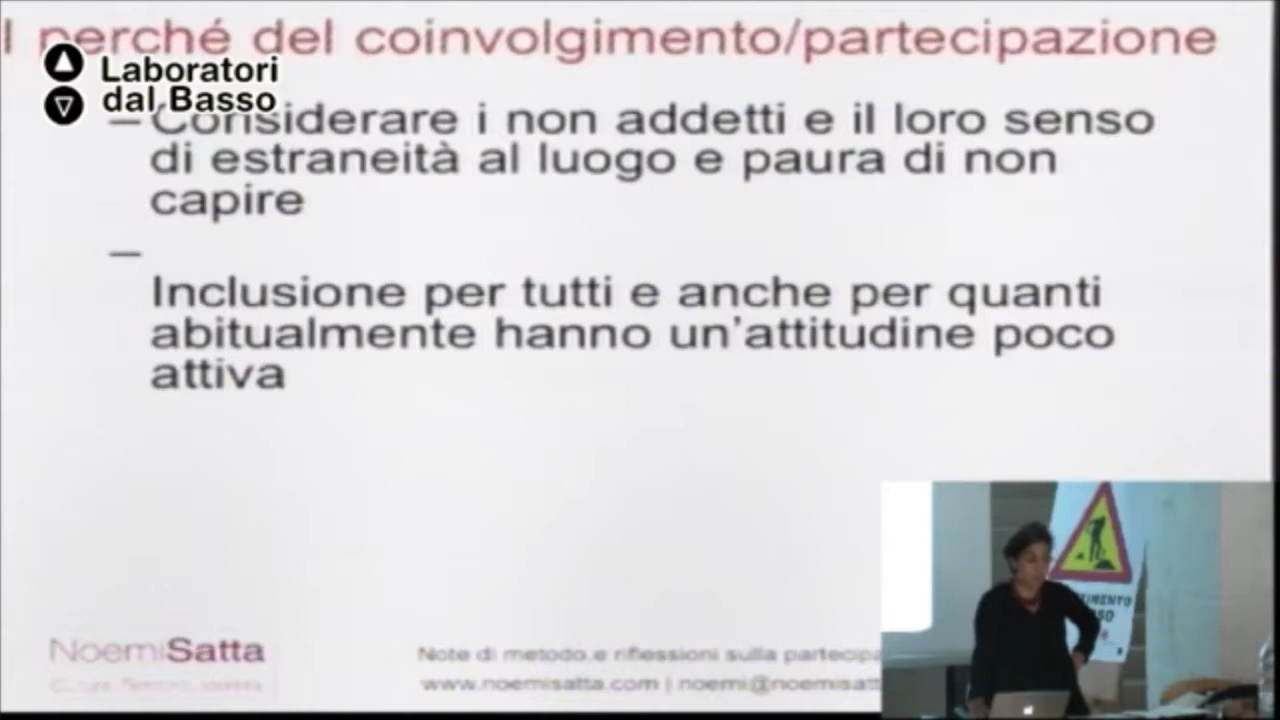 l perché del coinvolgimento/partecipazione
Laboratori
dal Basso
– Considerare i non addetti e il loro senso
di estraneità al luogo e paura di non
capire
–
Inclusione per tutti e anche per quanti
abitualmente hanno un'attitudine poco
attiva
NoemiSatta
Note di metodo e riflessioni sulla partecipa
www.noemisatta.com | noemi@noemisatt